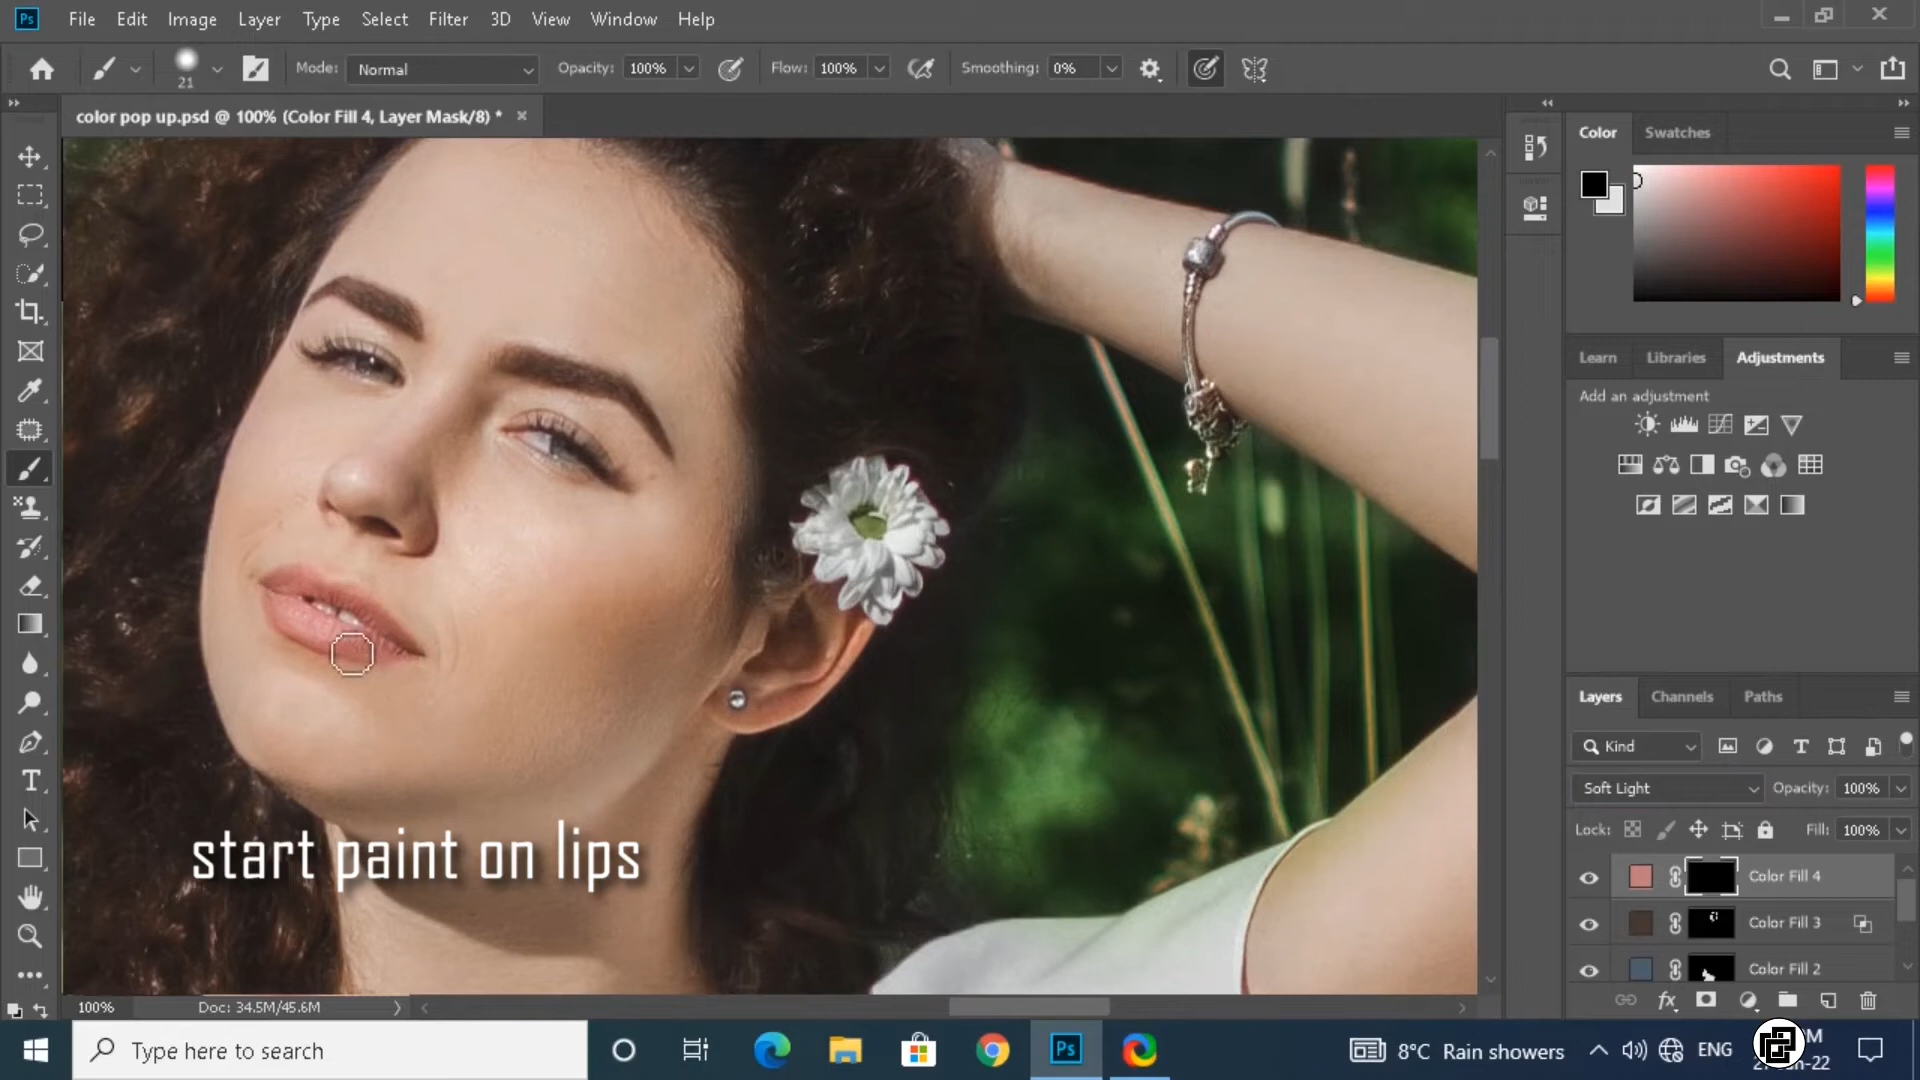 Ps File Edit Image Layer Type Select Filter 3D View Window Help
21 Mode: Normal Opacity: 100% Flow: 100% Smoothing: 0%
color pop up.psd @ 100% (Color Fill 4, Layer Mask/8) *
Color Swatches
Learn Libraries Adjustments
Add an adjustment
Layers Channels Paths
Kind
Soft Light Opacity: 100%
Lock: Fill: 100%
Color Fill 4
Color Fill 3
Color Fill 2
start paint on lips
100% Doc: 34.5M/45.6M
Type here to search Ps 8°C Rain showers ENG